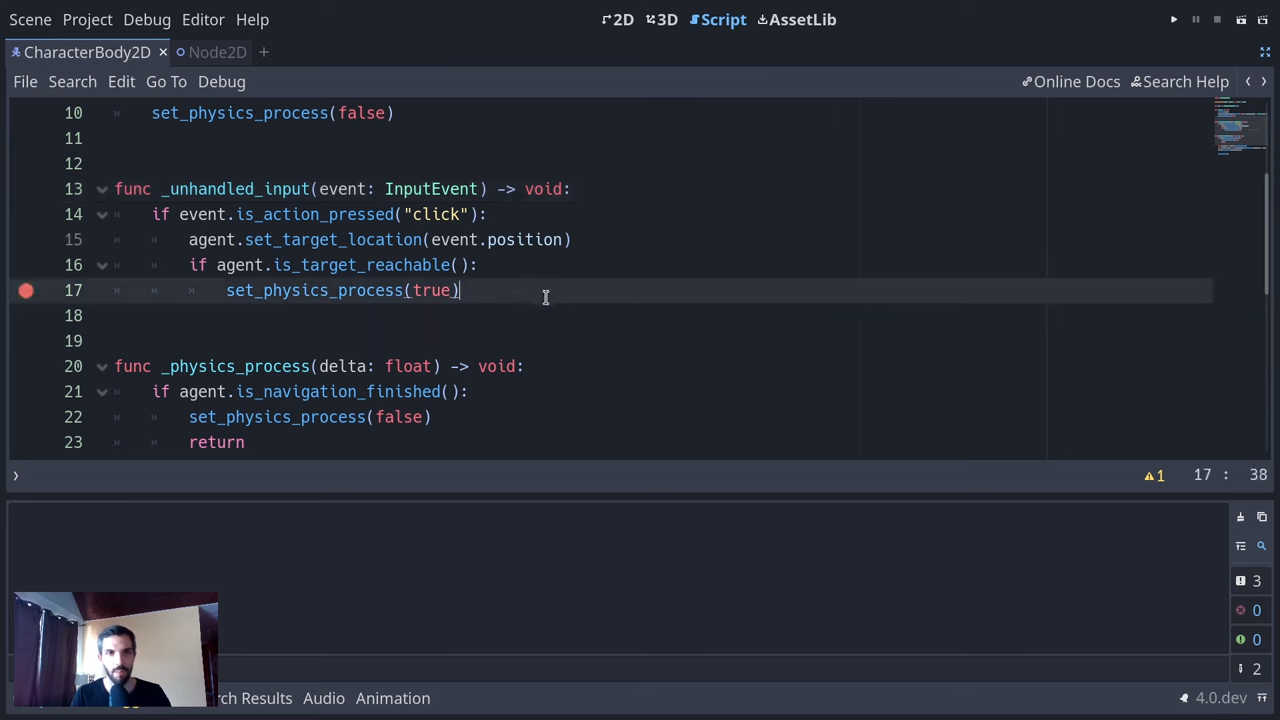 Scene Project Debug Editor Help 2D 3D Script AssetLib
CharacterBody2D Node2D
File Search Edit Go To Debug Online Docs Search Help
10 set_physics_process(false)
11
12
13 func _unhandled_input(event: InputEvent) -> void:
14 if event.is_action_pressed("click"):
15 agent.set_target_location(event.position)
16 if agent.is_target_reachable():
17 set_physics_process(true)
18
19
20 func _physics_process(delta: float) -> void:
21 if agent.is_navigation_finished():
22 set_physics_process(false)
23 return
1 17 : 38
3
0
0
2
Results Audio Animation 4.0.dev